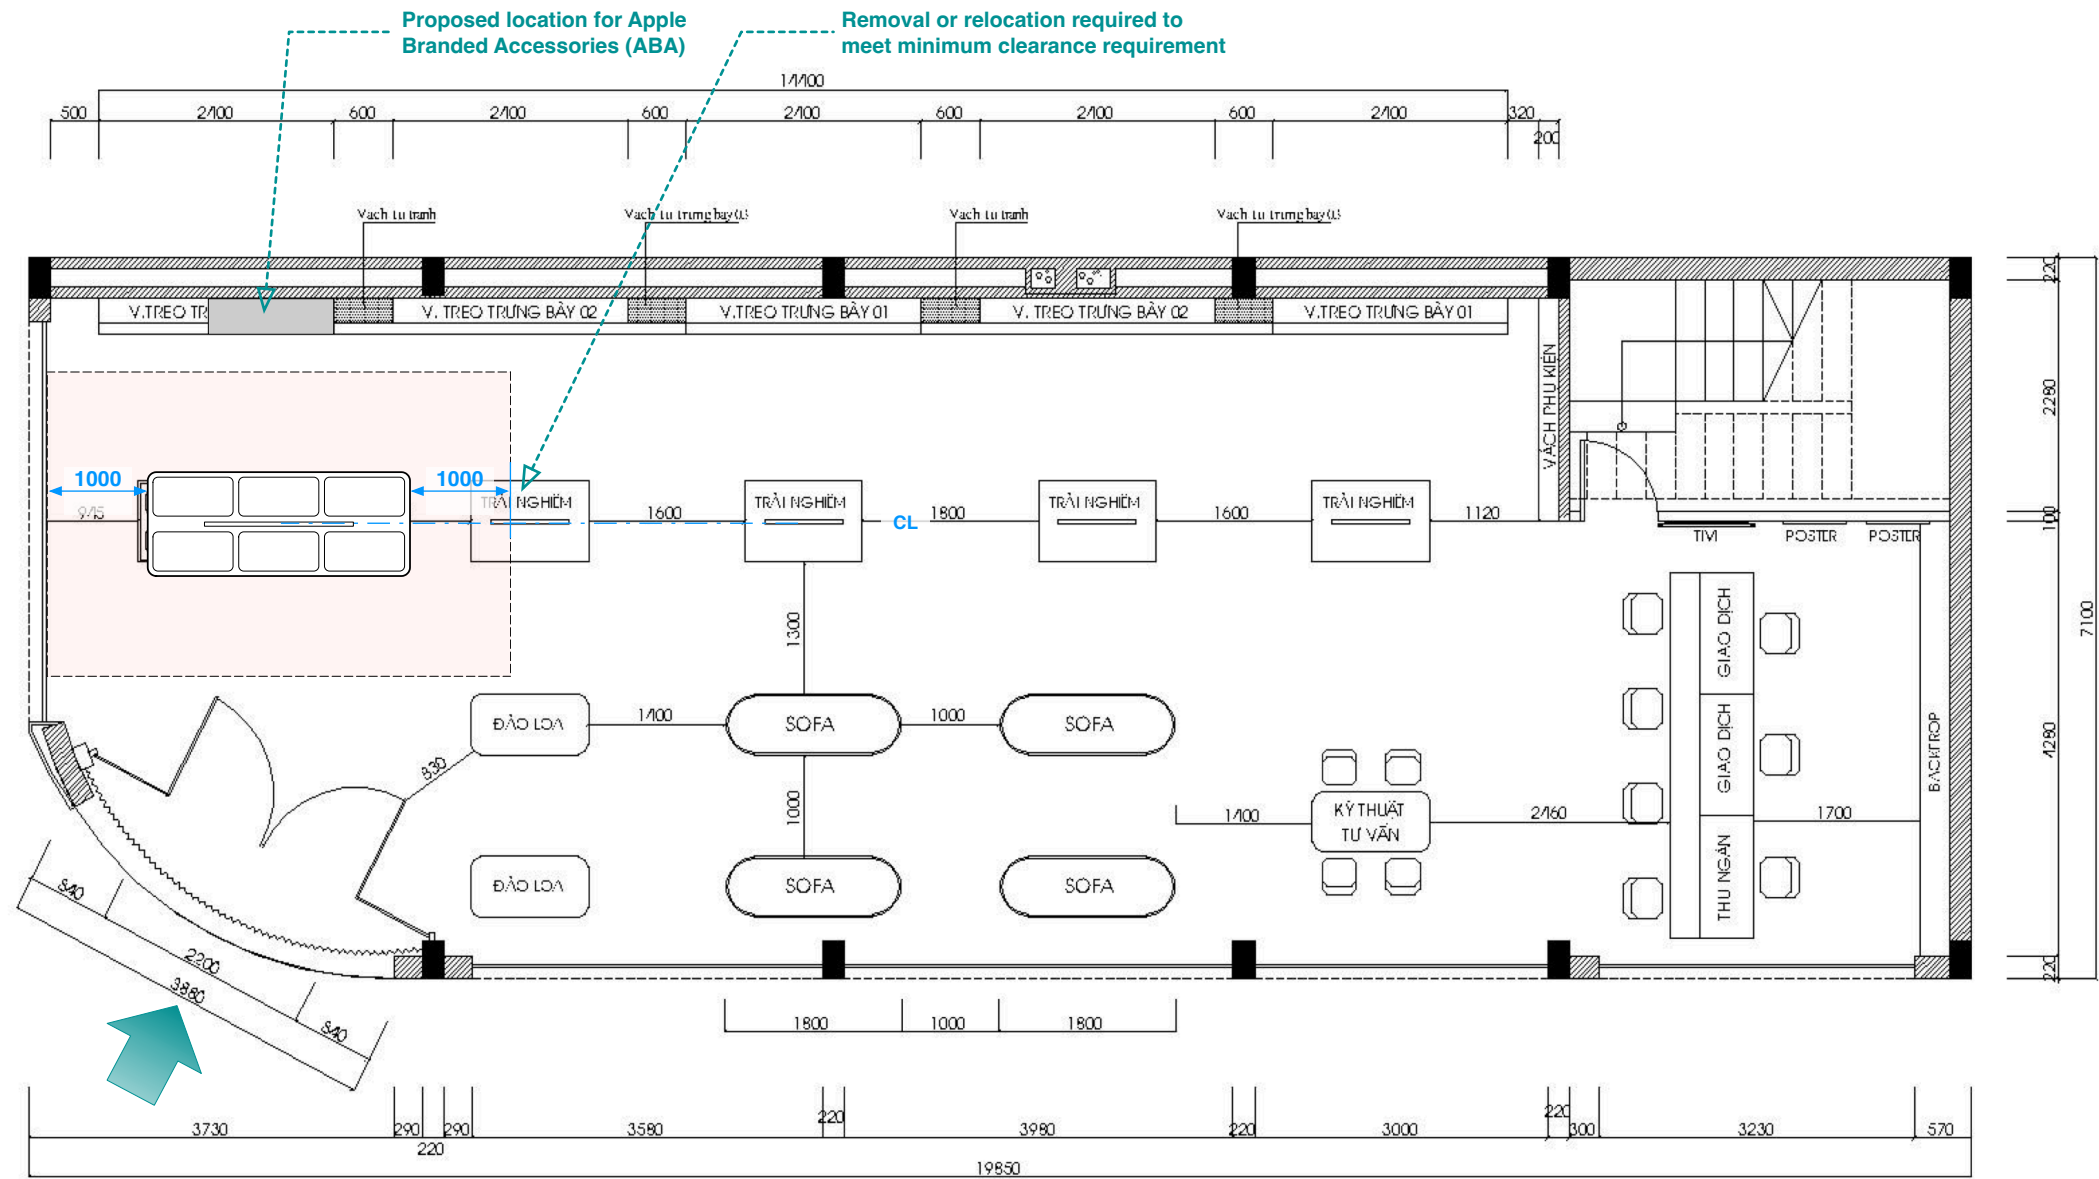 Proposed location for Apple
Branded Accessories (ABA)
Removal or relocation required to
meet minimum clearance requirement
14400
500
2400
600
2400
600
2400
600
2400
600
2400
320
200
Vach tu tranh
Vach tu trung bay 03
Vach tu tranh
Vach tu trung bay 03
V.TREO TR
V. TREO TRƯNG BÀY 02
V.TREO TRƯNG BÀY 01
V. TREO TRƯNG BÀY 02
V.TREO TRƯNG BÀY 01
VÁCH PHỤ KIỆN
220
2280
100
4280
220
7100
1000
1000
945
TRẢI NGHIỆM
1600
TRẢI NGHIỆM
CL
1800
TRẢI NGHIỆM
1600
TRẢI NGHIỆM
1120
TIVI
POSTER
POSTER
1300
ĐẢO LOA
1400
SOFA
1000
SOFA
830
1000
ĐẢO LOA
SOFA
SOFA
1400
KỸ THUẬT
TƯ VẤN
2460
GIAO DỊCH
GIAO DỊCH
THU NGÂN
1700
BACKTROP
840
2200
3880
840
1800
1000
1800
3730
290
220
290
3580
220
3980
220
3000
220
300
3230
570
19850